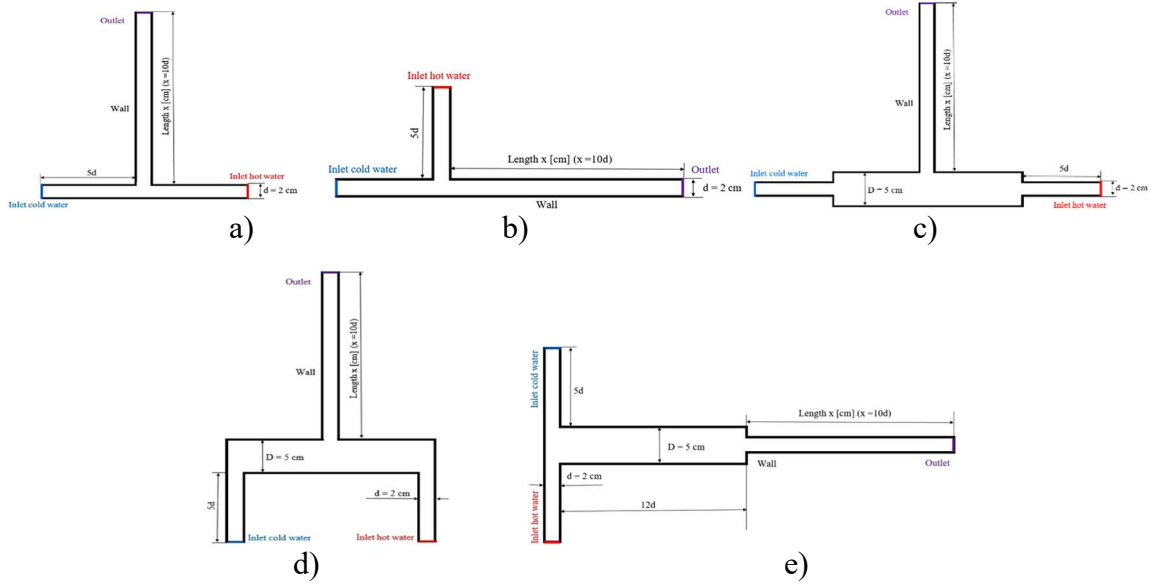 Outlet
Length x [cm] (x =10d)
Wall
5d
Inlet hot water
d = 2 cm
Inlet cold water
a)
Inlet hot water
5d
Length x [cm] (x =10d)
Inlet cold water
Outlet
d = 2 cm
Wall
b)
Outlet
Length x [cm] (x =10d)
Wall
5d
Inlet cold water
D = 5 cm
d = 2 cm
Inlet hot water
c)
Outlet
Length x [cm] (x =10d)
Wall
D = 5 cm
5d
d = 2 cm
Inlet cold water
Inlet hot water
d)
Inlet cold water
5d
Length x [cm] (x =10d)
D = 5 cm
Wall
Outlet
d = 2 cm
Inlet hot water
12d
e)